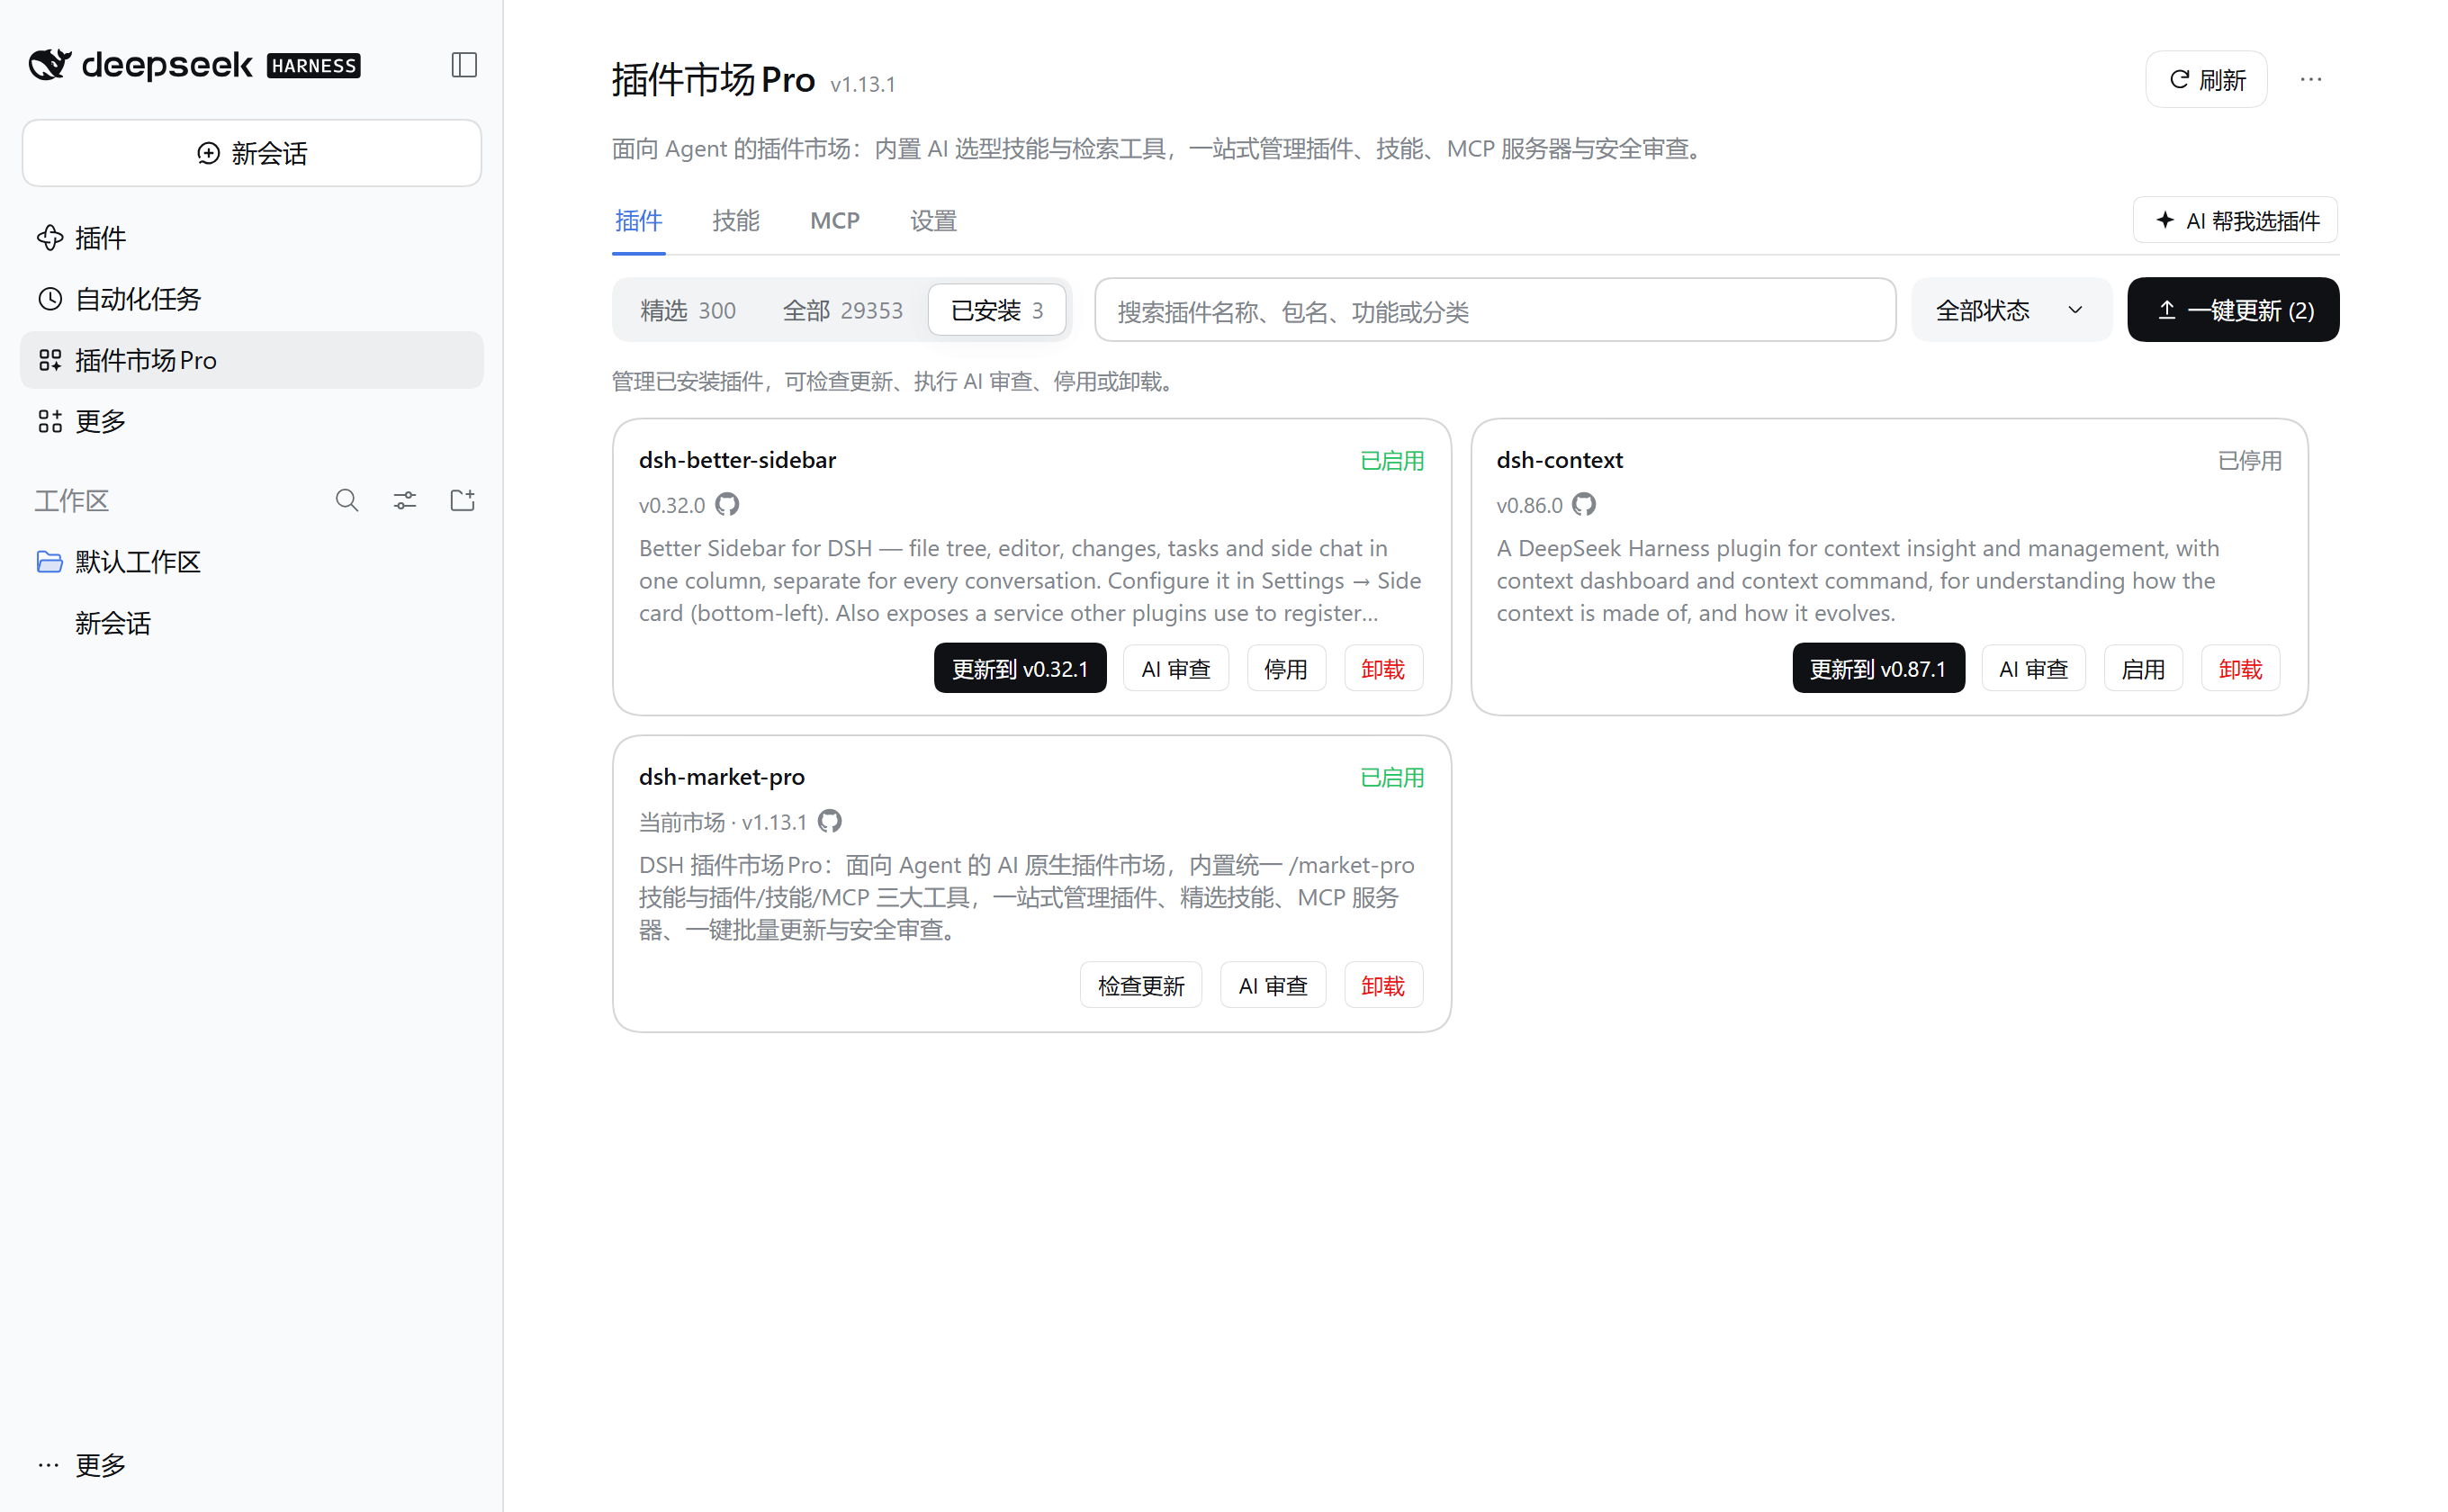 deepseek HARNESS
新会话
插件
自动化任务
插件市场Pro
更多
工作区
默认工作区
新会话
更多
插件市场Pro v1.13.1
刷新
面向 Agent 的插件市场：内置 AI 选型技能与检索工具，一站式管理插件、技能、MCP 服务器与安全审查。
插件 技能 MCP 设置
AI 帮我选插件
精选 300 全部 29353 已安装 3
搜索插件名称、包名、功能或分类
全部状态
一键更新 (2)
管理已安装插件，可检查更新、执行 AI 审查、停用或卸载。
dsh-better-sidebar 已启用
v0.32.0
Better Sidebar for DSH — file tree, editor, changes, tasks and side chat in
one column, separate for every conversation. Configure it in Settings → Side
card (bottom-left). Also exposes a service other plugins use to register...
更新到 v0.32.1 AI 审查 停用 卸载
dsh-context 已停用
v0.86.0
A DeepSeek Harness plugin for context insight and management, with
context dashboard and context command, for understanding how the
context is made of, and how it evolves.
更新到 v0.87.1 AI 审查 启用 卸载
dsh-market-pro 已启用
当前市场 · v1.13.1
DSH 插件市场Pro：面向 Agent 的 AI 原生插件市场，内置统一 /market-pro
技能与插件/技能/MCP 三大工具，一站式管理插件、精选技能、MCP 服务
器、一键批量更新与安全审查。
检查更新 AI 审查 卸载